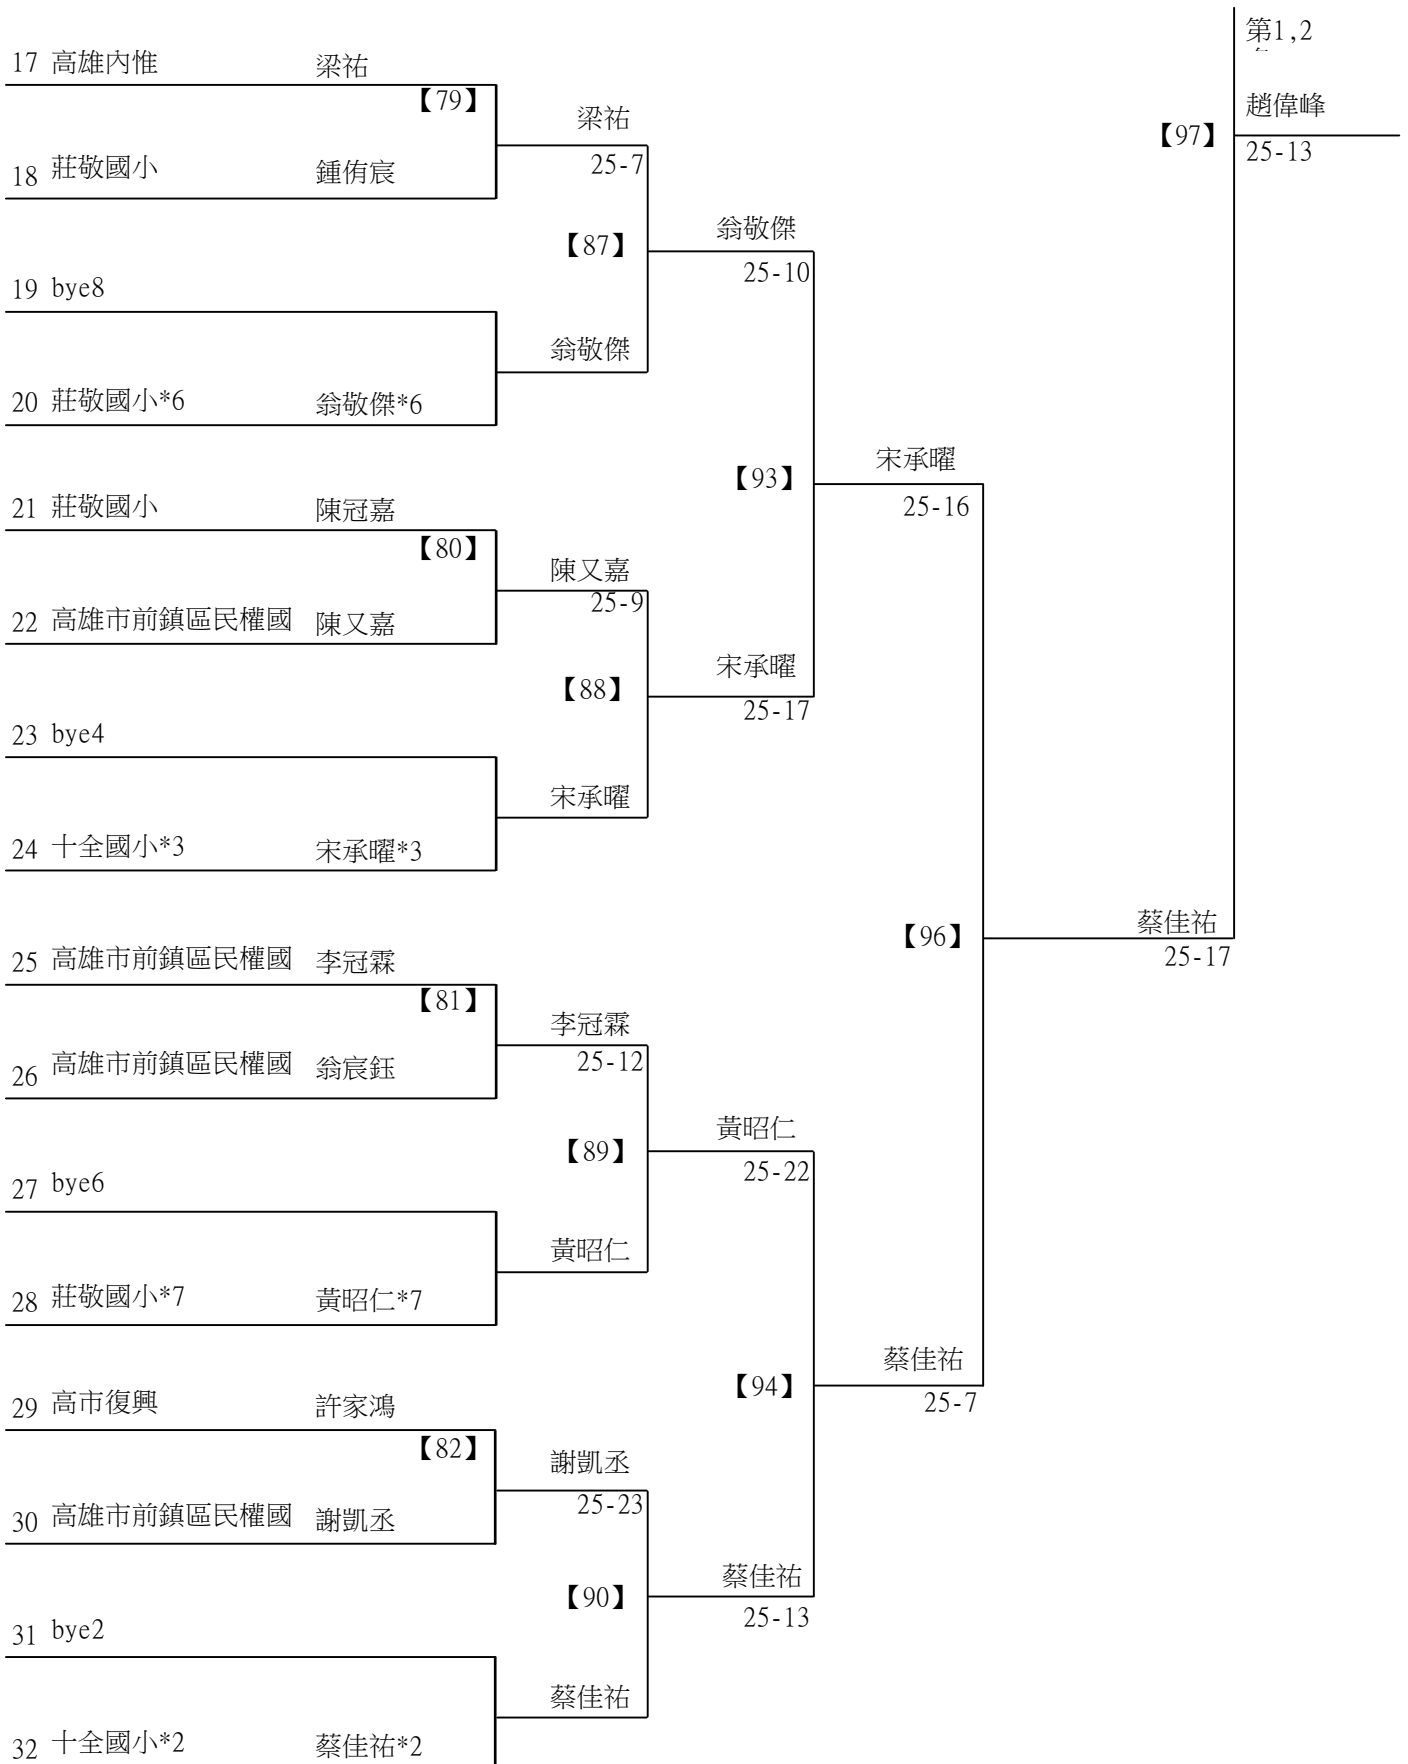 第1,2
17 高雄內惟 梁祐
【79】
梁祐
趙偉峰
【97】
25-13
25-7
18 莊敬國小 鍾侑宸
翁敬傑
【87】
25-10
19 bye8
翁敬傑
20 莊敬國小*6 翁敬傑*6
宋承曜
【93】
25-16
21 莊敬國小 陳冠嘉
【80】
陳又嘉
25-9
22 高雄市前鎮區民權國 陳又嘉
宋承曜
【88】
25-17
23 bye4
宋承曜
24 十全國小*3 宋承曜*3
蔡佳祐
【96】
25-17
25 高雄市前鎮區民權國 李冠霖
【81】
李冠霖
25-12
26 高雄市前鎮區民權國 翁宸鈺
黃昭仁
【89】
25-22
27 bye6
黃昭仁
28 莊敬國小*7 黃昭仁*7
蔡佳祐
【94】
25-7
29 高市復興 許家鴻
【82】
謝凱丞
25-23
30 高雄市前鎮區民權國 謝凱丞
蔡佳祐
【90】
25-13
31 bye2
蔡佳祐
32 十全國小*2 蔡佳祐*2